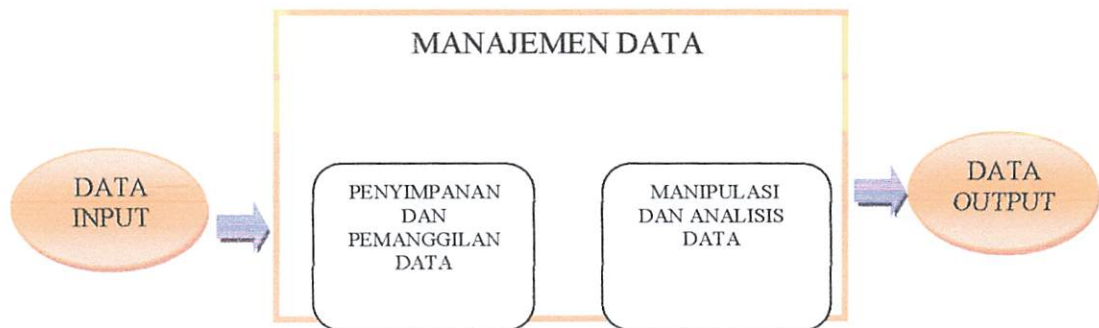 MANAJEMEN DATA
DATA
INPUT
PENYIMPANAN
DAN
PEMANGGILAN
DATA
MANIPULASI
DAN ANALISIS
DATA
DATA
OUTPUT